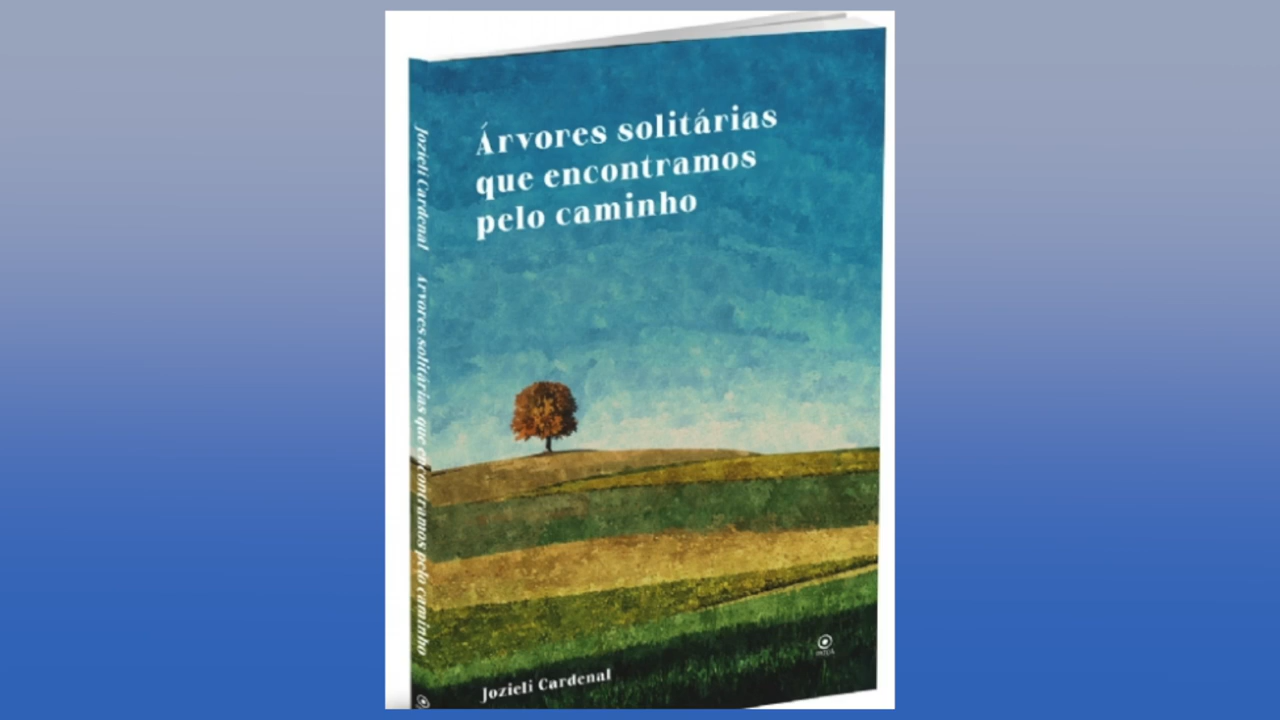 Árvores solitárias
que encontramos
pelo caminho
Jozieli Cardenal
Jozieli Cardenal Árvores solitárias que encontramos pelo caminho